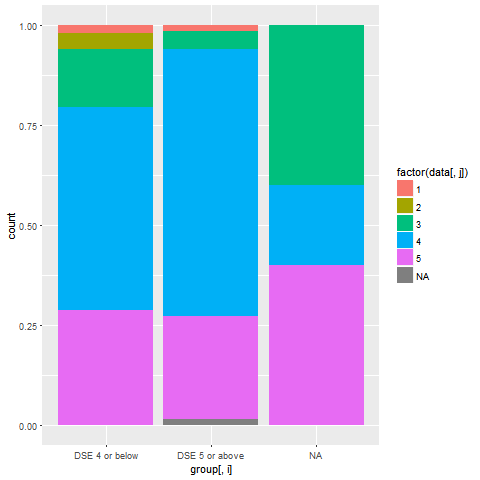 1.00
0.75
0.50
0.25
0.00
count
DSE 4 or below
DSE 5 or above
NA
group[, i]
factor(data[, j])
1
2
3
4
5
NA